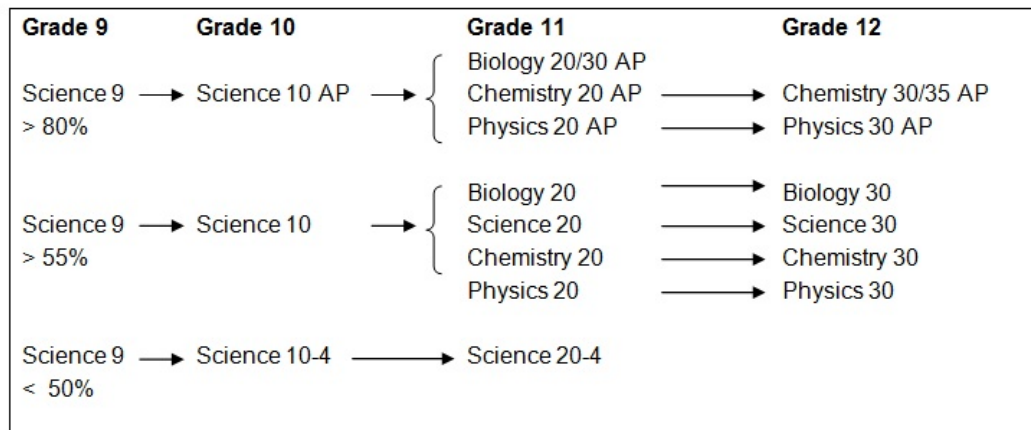 Grade 9 Grade 10 Grade 11 Grade 12
Biology 20/30 AP
Science 9 Science 10 AP Chemistry 20 AP Chemistry 30/35 AP
> 80% Physics 20 AP Physics 30 AP
Biology 20 Biology 30
Science 9 Science 10 Science 20 Science 30
> 55% Chemistry 20 Chemistry 30
Physics 20 Physics 30
Science 9 Science 10-4 Science 20-4
< 50%